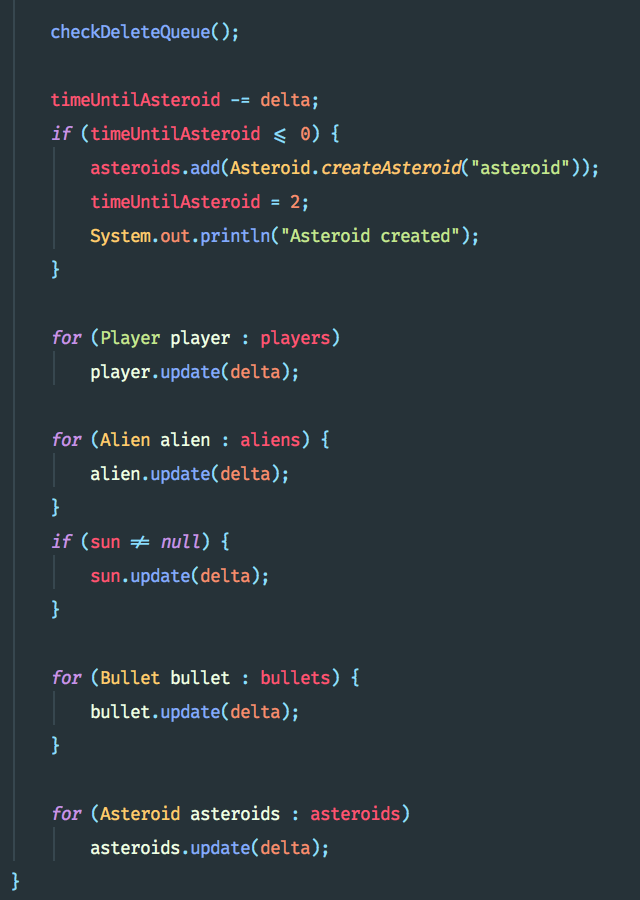 checkDeleteQueue();
timeUntilAsteroid -= delta;
if (timeUntilAsteroid ⩽ 0) {
asteroids.add(Asteroid.createAsteroid("asteroid"));
timeUntilAsteroid = 2;
System.out.println("Asteroid created");
}
for (Player player : players)
player.update(delta);
for (Alien alien : aliens) {
alien.update(delta);
}
if (sun ≠ null) {
sun.update(delta);
}
for (Bullet bullet : bullets) {
bullet.update(delta);
}
for (Asteroid asteroids : asteroids)
asteroids.update(delta);
}